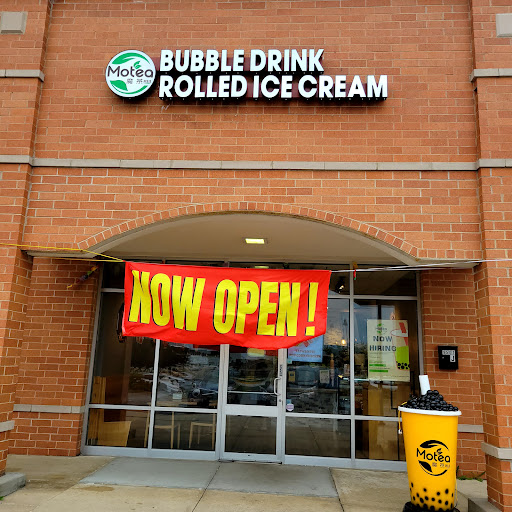 Motea
BUBBLE DRINK
ROLLED ICE CREAM
NOW OPEN!
NOW
HIRING
Motea